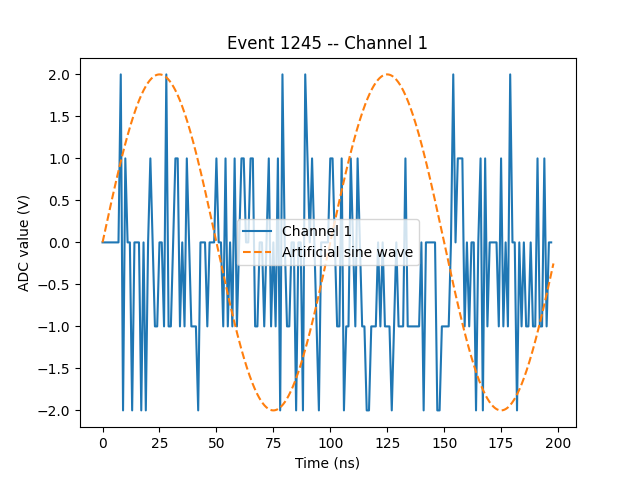 Event 1245 -- Channel 1
ADC value (V)
2.0
1.5
1.0
0.5
0.0
−0.5
−1.0
−1.5
−2.0
Channel 1
Artificial sine wave
0 25 50 75 100 125 150 175 200
Time (ns)